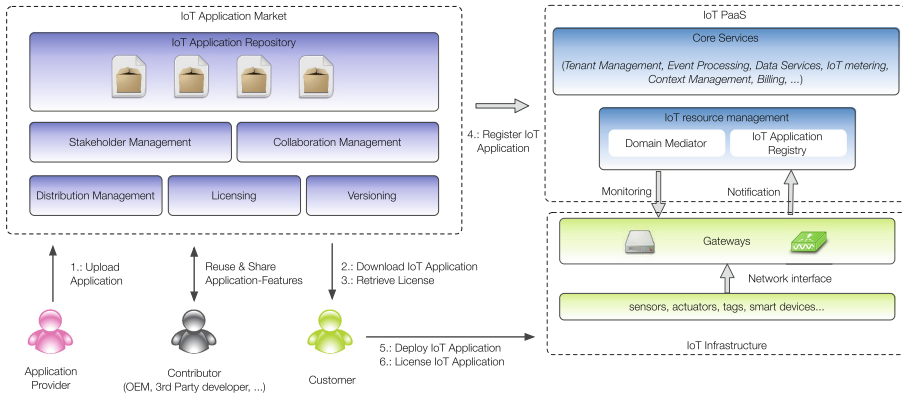 IoT Application Market
IoT Application Repository
Stakeholder Management
Collaboration Management
Distribution Management
Licensing
Versioning
4.: Register IoT
Application
IoT PaaS
Core Services
(Tenant Management, Event Processing, Data Services, IoT metering,
Context Management, Billing, ...)
IoT resource management
Domain Mediator
IoT Application
Registry
Monitoring
Notification
Gateways
Network interface
sensors, actuators, tags, smart devices...
IoT Infrastructure
1.: Upload
Application
Reuse & Share
Application-Features
2.: Download IoT Application
3.: Retrieve License
5.: Deploy IoT Application
6.: License IoT Application
Application
Provider
Contributor
(OEM, 3rd Party developer, ...)
Customer